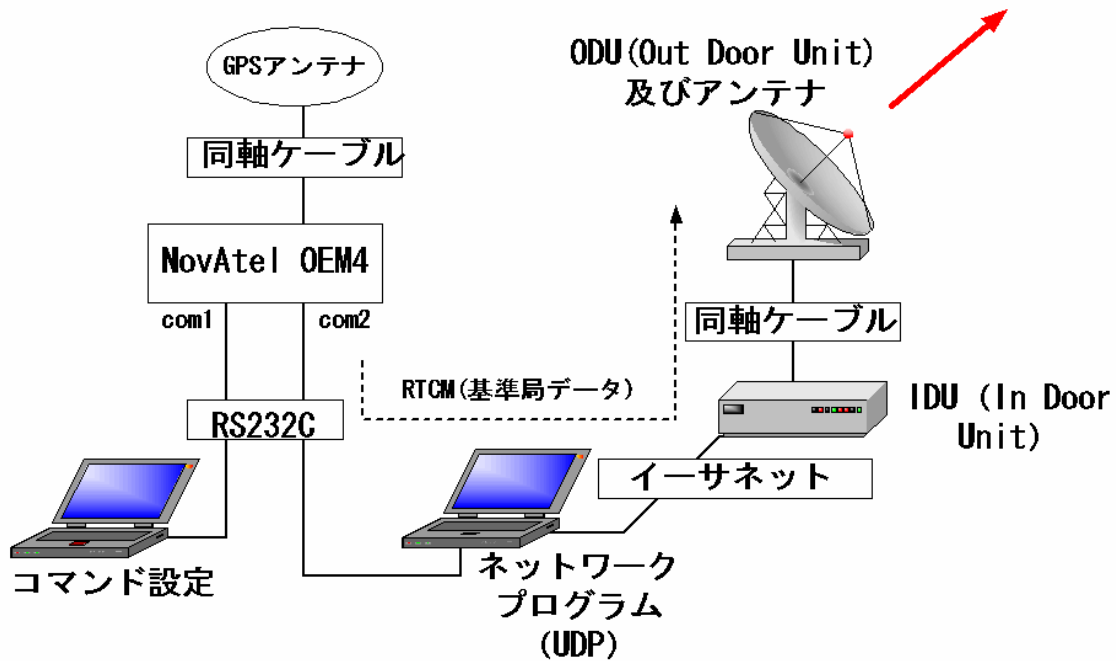 GPSアンテナ
同軸ケーブル
NovAtel OEM4
com1
com2
RS232C
コマンド設定
RTCM(基準局データ)
ODU(Out Door Unit)
及びアンテナ
同軸ケーブル
IDU (In Door
Unit)
イーサネット
ネットワーク
プログラム
(UDP)